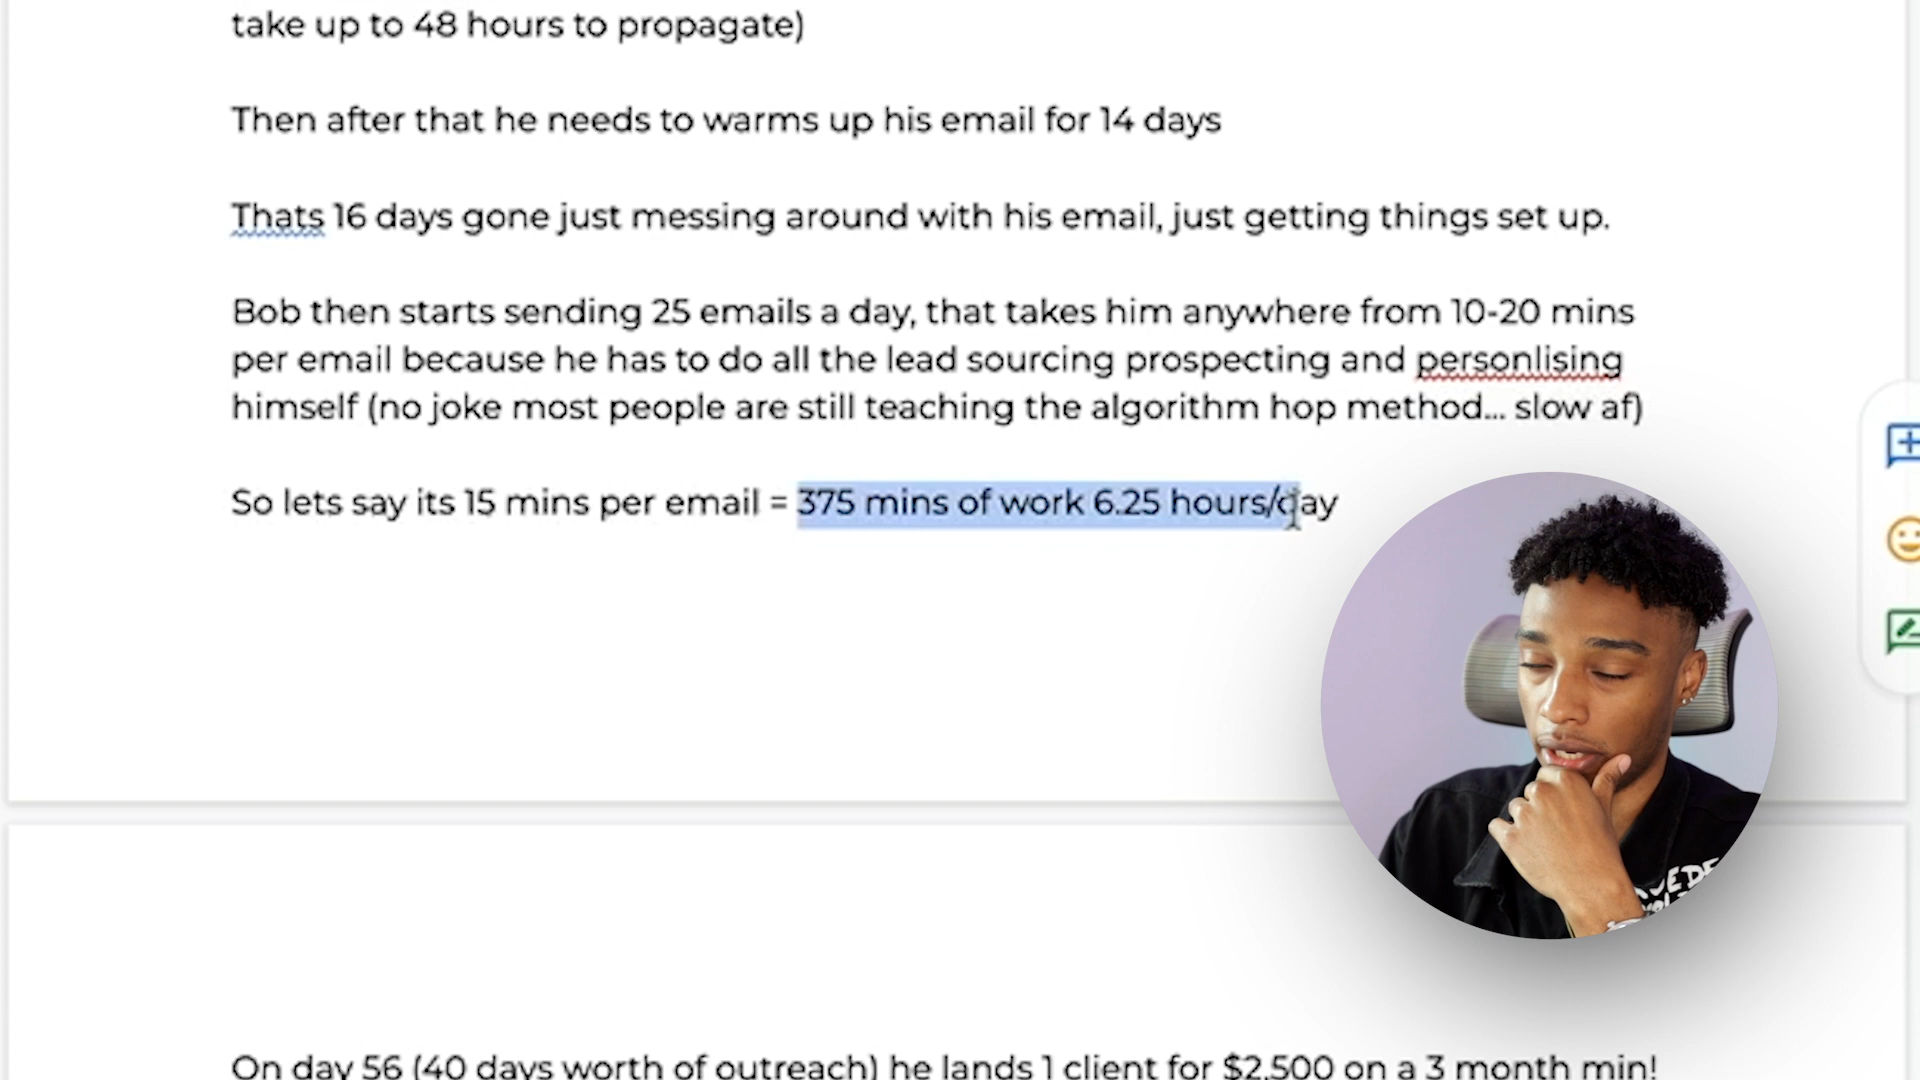 take up to 48 hours to propagate)
Then after that he needs to warms up his email for 14 days
Thats 16 days gone just messing around with his email, just getting things set up.
Bob then starts sending 25 emails a day, that takes him anywhere from 10-20 mins
per email because he has to do all the lead sourcing prospecting and personlising
himself (no joke most people are still teaching the algorithm hop method... slow af)
So lets say its 15 mins per email = 375 mins of work 6.25 hours/day
On day 56 (40 days worth of outreach) he lands 1 client for $2,500 on a 3 month min!